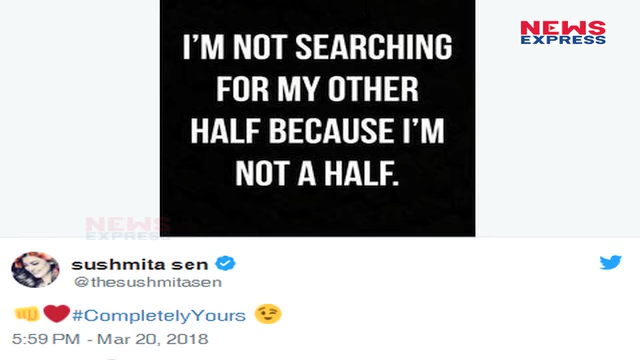 NEWS
EXPRESS
I'M NOT SEARCHING
FOR MY OTHER
HALF BECAUSE I'M
NOT A HALF.
NEWS
EXPRESS
sushmita sen
@thesushmitasen
👊❤️#CompletelyYours 😉
5:59 PM - Mar 20, 2018